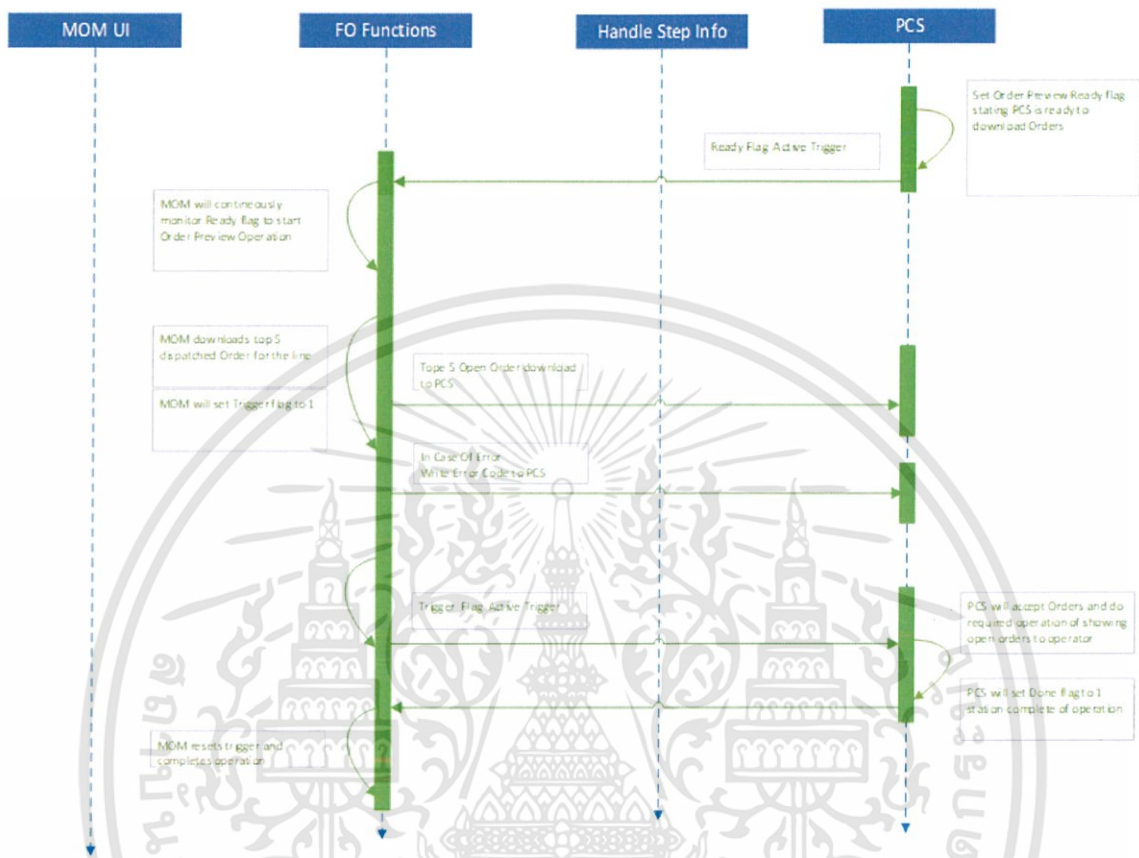 MOM UI
FO Functions
Handle Step Info
PCS
Set Order Preview Ready flag
stating PCS is ready to
download Orders
Ready Flag Active Trigger
MOM will contineously
monitor Ready flag to start
Order Preview Operation
MOM downloads top 5
dispatched Order for the line
MOM will set Trigger flag to 1
Tope 5 Open Order download
to PCS
In Case Of Error
Write Error Code to PCS
Trigger Flag Active Trigger
PCS will accept Orders and do
required operation of showing
open orders to operator
PCS will set Done flag to 1
station complete of operation
MOM resets trigger and
completes operation